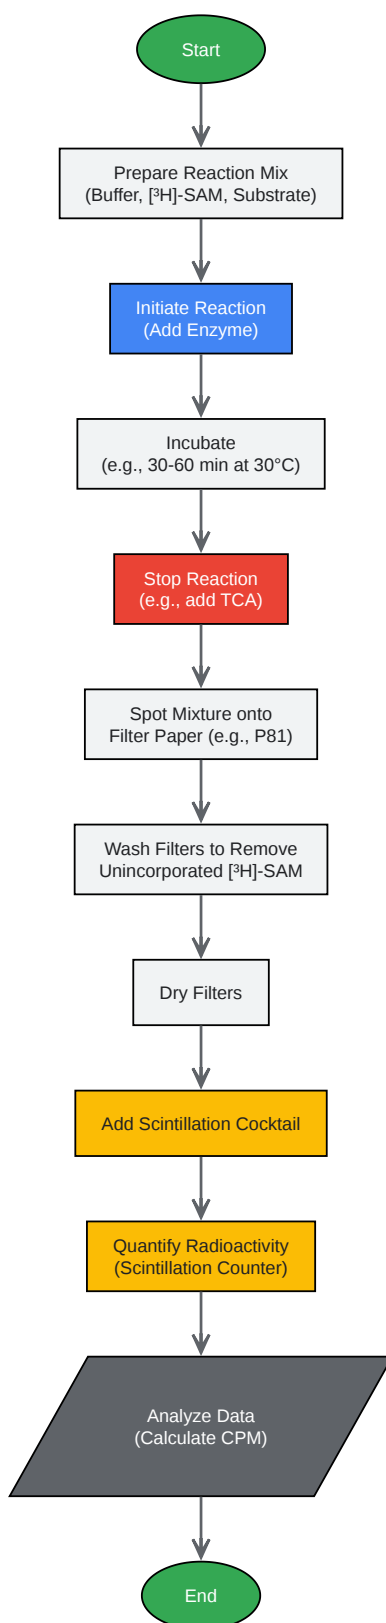 Start
Prepare Reaction Mix
(Buffer, [³H]-SAM, Substrate)
Initiate Reaction
(Add Enzyme)
Incubate
(e.g., 30-60 min at 30°C)
Stop Reaction
(e.g., add TCA)
Spot Mixture onto
Filter Paper (e.g., P81)
Wash Filters to Remove
Unincorporated [³H]-SAM
Dry Filters
Add Scintillation Cocktail
Quantify Radioactivity
(Scintillation Counter)
Analyze Data
(Calculate CPM)
End